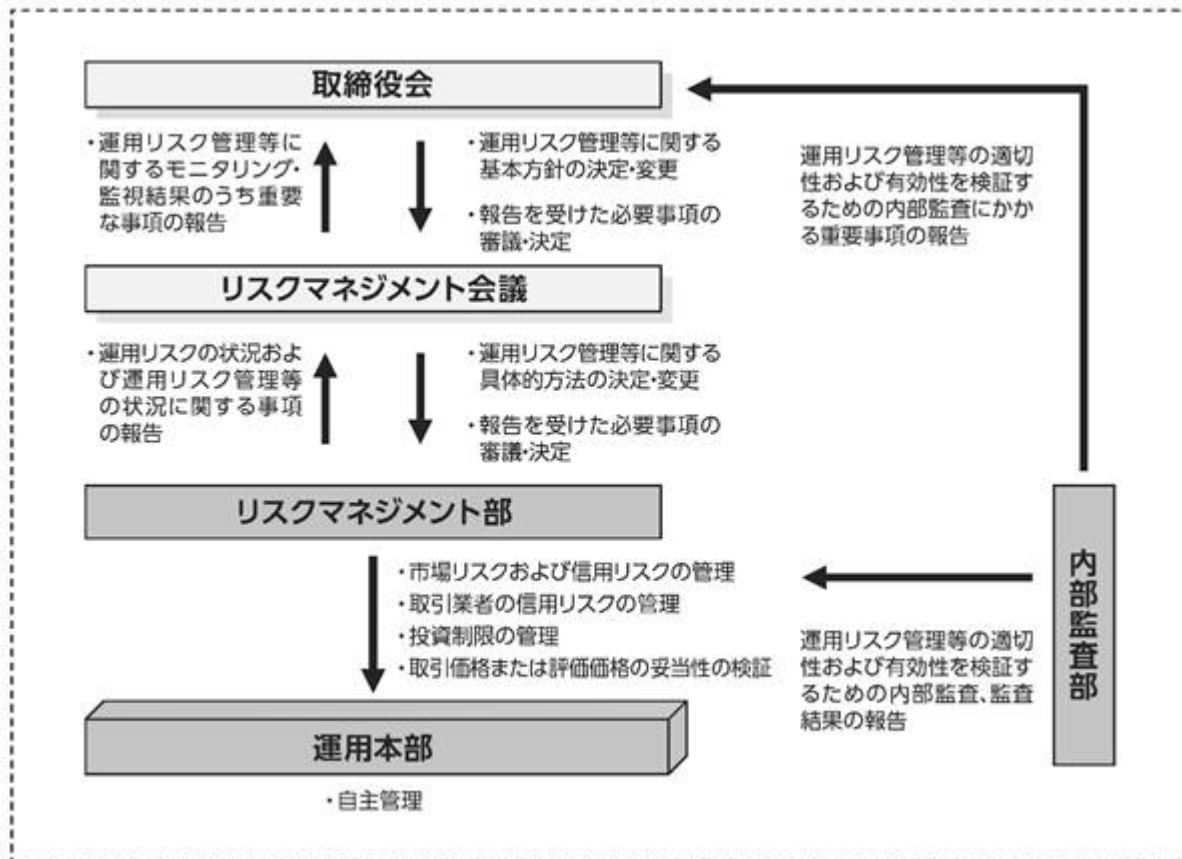 取締役会
・運用リスク管理等に
関するモニタリング・
監視結果のうち重要
な事項の報告
・運用リスク管理等に関する
基本方針の決定・変更
・報告を受けた必要事項の
審議・決定
運用リスク管理等の適切
性および有効性を検証す
るための内部監査にかか
る重要事項の報告
リスクマネジメント会議
・運用リスクの状況およ
び運用リスク管理等
の状況に関する事項
の報告
・運用リスク管理等に関する
具体的方法の決定・変更
・報告を受けた必要事項の
審議・決定
リスクマネジメント部
・市場リスクおよび信用リスクの管理
・取引業者の信用リスクの管理
・投資制限の管理
・取引価格または評価価格の妥当性の検証
運用リスク管理等の適切
性および有効性を検証す
るための内部監査、監査
結果の報告
内部監査部
運用本部
・自主管理